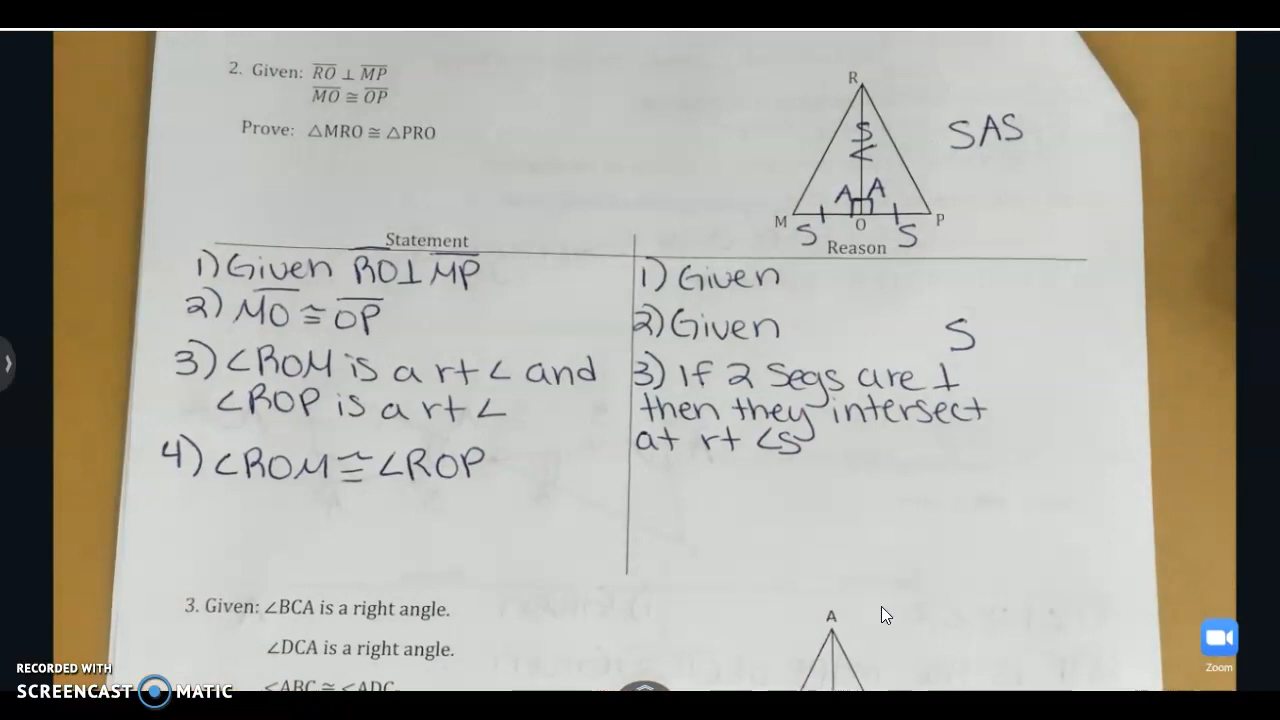 2. Given: RO ⊥ MP
MO ≅ OP
Prove: △MRO ≅ △PRO
R
S
SAS
A A
M O P
S S
Statement
Reason
1) Given RO ⊥ MP
1) Given
2) MO ≅ OP
2) Given S
3) ∠ROM is a rt ∠ and
∠ROP is a rt ∠
3) If 2 segs are ⊥
then they intersect
at rt ∠s
4) ∠ROM ≅ ∠ROP
3. Given: ∠BCA is a right angle.
∠DCA is a right angle.
∠ABC ≅ ∠ADC.
A
Zoom
RECORDED WITH
SCREENCAST MATIC